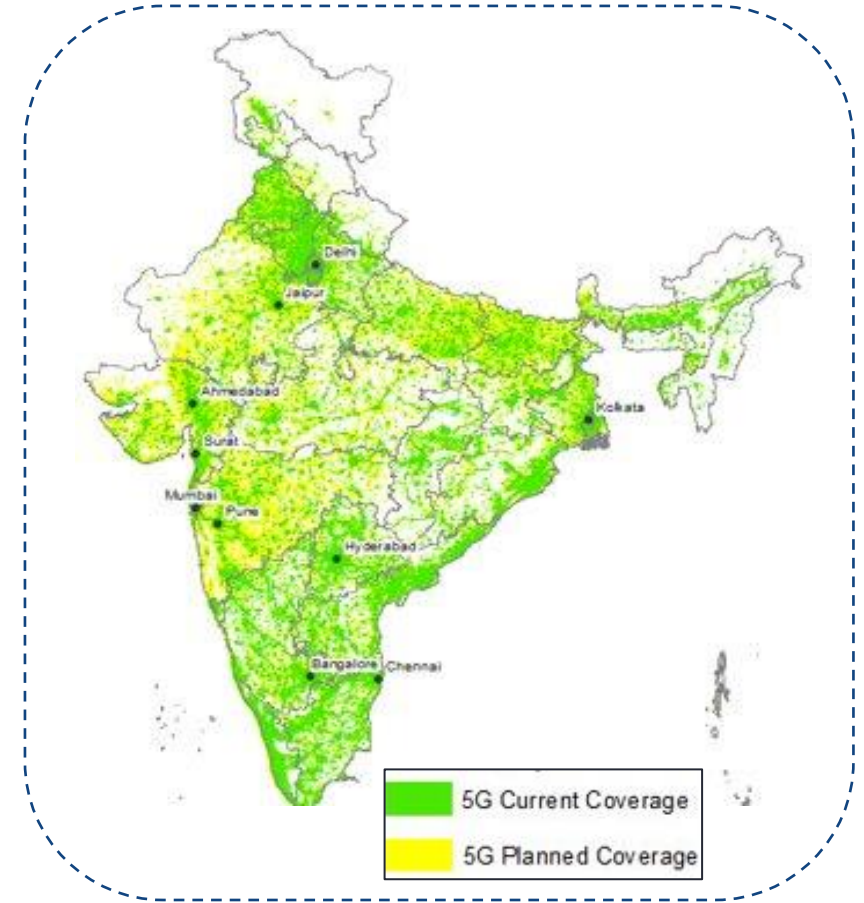 Delhi
Jaipur
Ahmedabad
Kolkata
Surat
Mumbai
Pune
Hyderabad
Bangalore
Chennai
5G Current Coverage
5G Planned Coverage